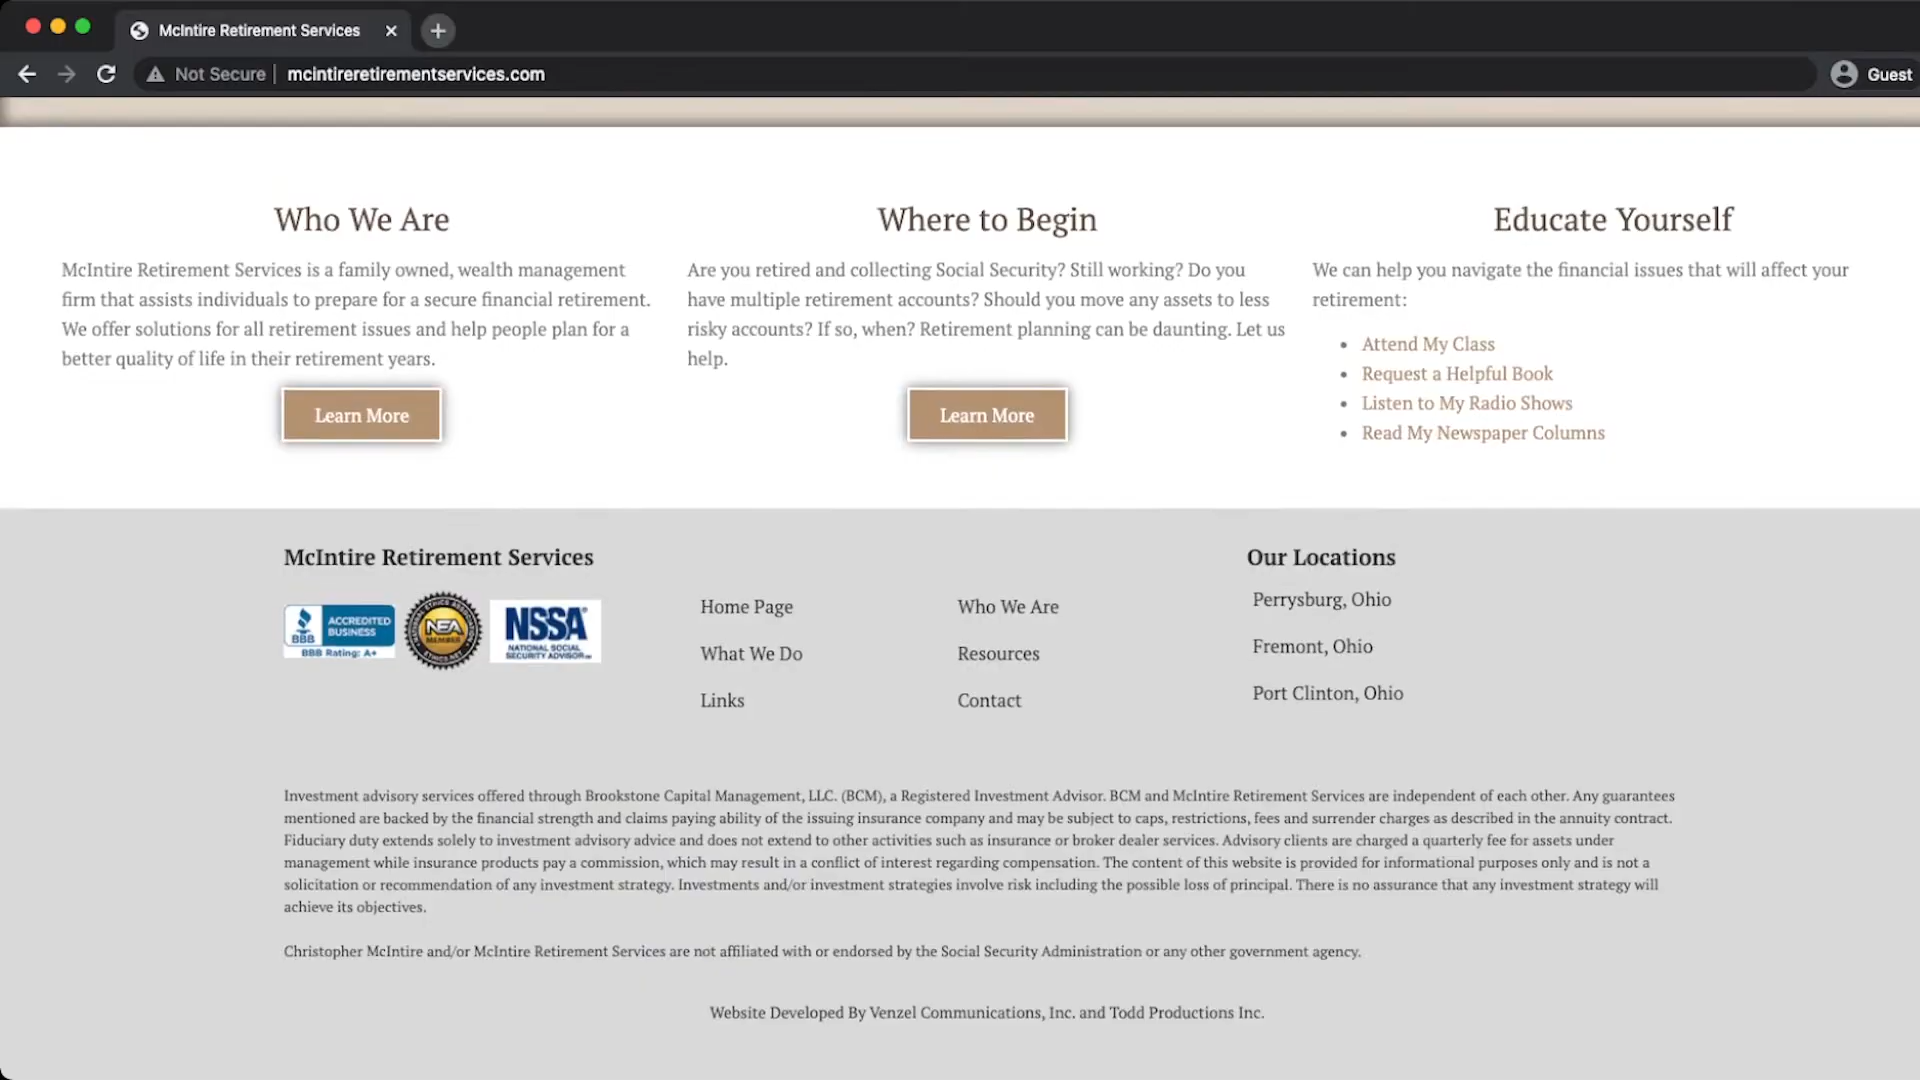 McIntire Retirement Services
Not Secure
mcintireretirementservices.com
Guest
Who We Are
McIntire Retirement Services is a family owned, wealth management
firm that assists individuals to prepare for a secure financial retirement.
We offer solutions for all retirement issues and help people plan for a
better quality of life in their retirement years.
Learn More
Where to Begin
Are you retired and collecting Social Security? Still working? Do you
have multiple retirement accounts? Should you move any assets to less
risky accounts? If so, when? Retirement planning can be daunting. Let us
help.
Learn More
Educate Yourself
We can help you navigate the financial issues that will affect your
retirement:
Attend My Class
Request a Helpful Book
Listen to My Radio Shows
Read My Newspaper Columns
McIntire Retirement Services
BBB
ACCREDITED
BUSINESS
BBB Rating: A+
NEA
MEMBER
NSSA
NATIONAL SOCIAL
SECURITY ADVISOR
Home Page
What We Do
Links
Who We Are
Resources
Contact
Our Locations
Perrysburg, Ohio
Fremont, Ohio
Port Clinton, Ohio
Investment advisory services offered through Brookstone Capital Management, LLC. (BCM), a Registered Investment Advisor. BCM and McIntire Retirement Services are independent of each other. Any guarantees
mentioned are backed by the financial strength and claims paying ability of the issuing insurance company and may be subject to caps, restrictions, fees and surrender charges as described in the annuity contract.
Fiduciary duty extends solely to investment advisory advice and does not extend to other activities such as insurance or broker dealer services. Advisory clients are charged a quarterly fee for assets under
management while insurance products pay a commission, which may result in a conflict of interest regarding compensation. The content of this website is provided for informational purposes only and is not a
solicitation or recommendation of any investment strategy. Investments and/or investment strategies involve risk including the possible loss of principal. There is no assurance that any investment strategy will
achieve its objectives.
Christopher McIntire and/or McIntire Retirement Services are not affiliated with or endorsed by the Social Security Administration or any other government agency.
Website Developed By Venzel Communications, Inc. and Todd Productions Inc.